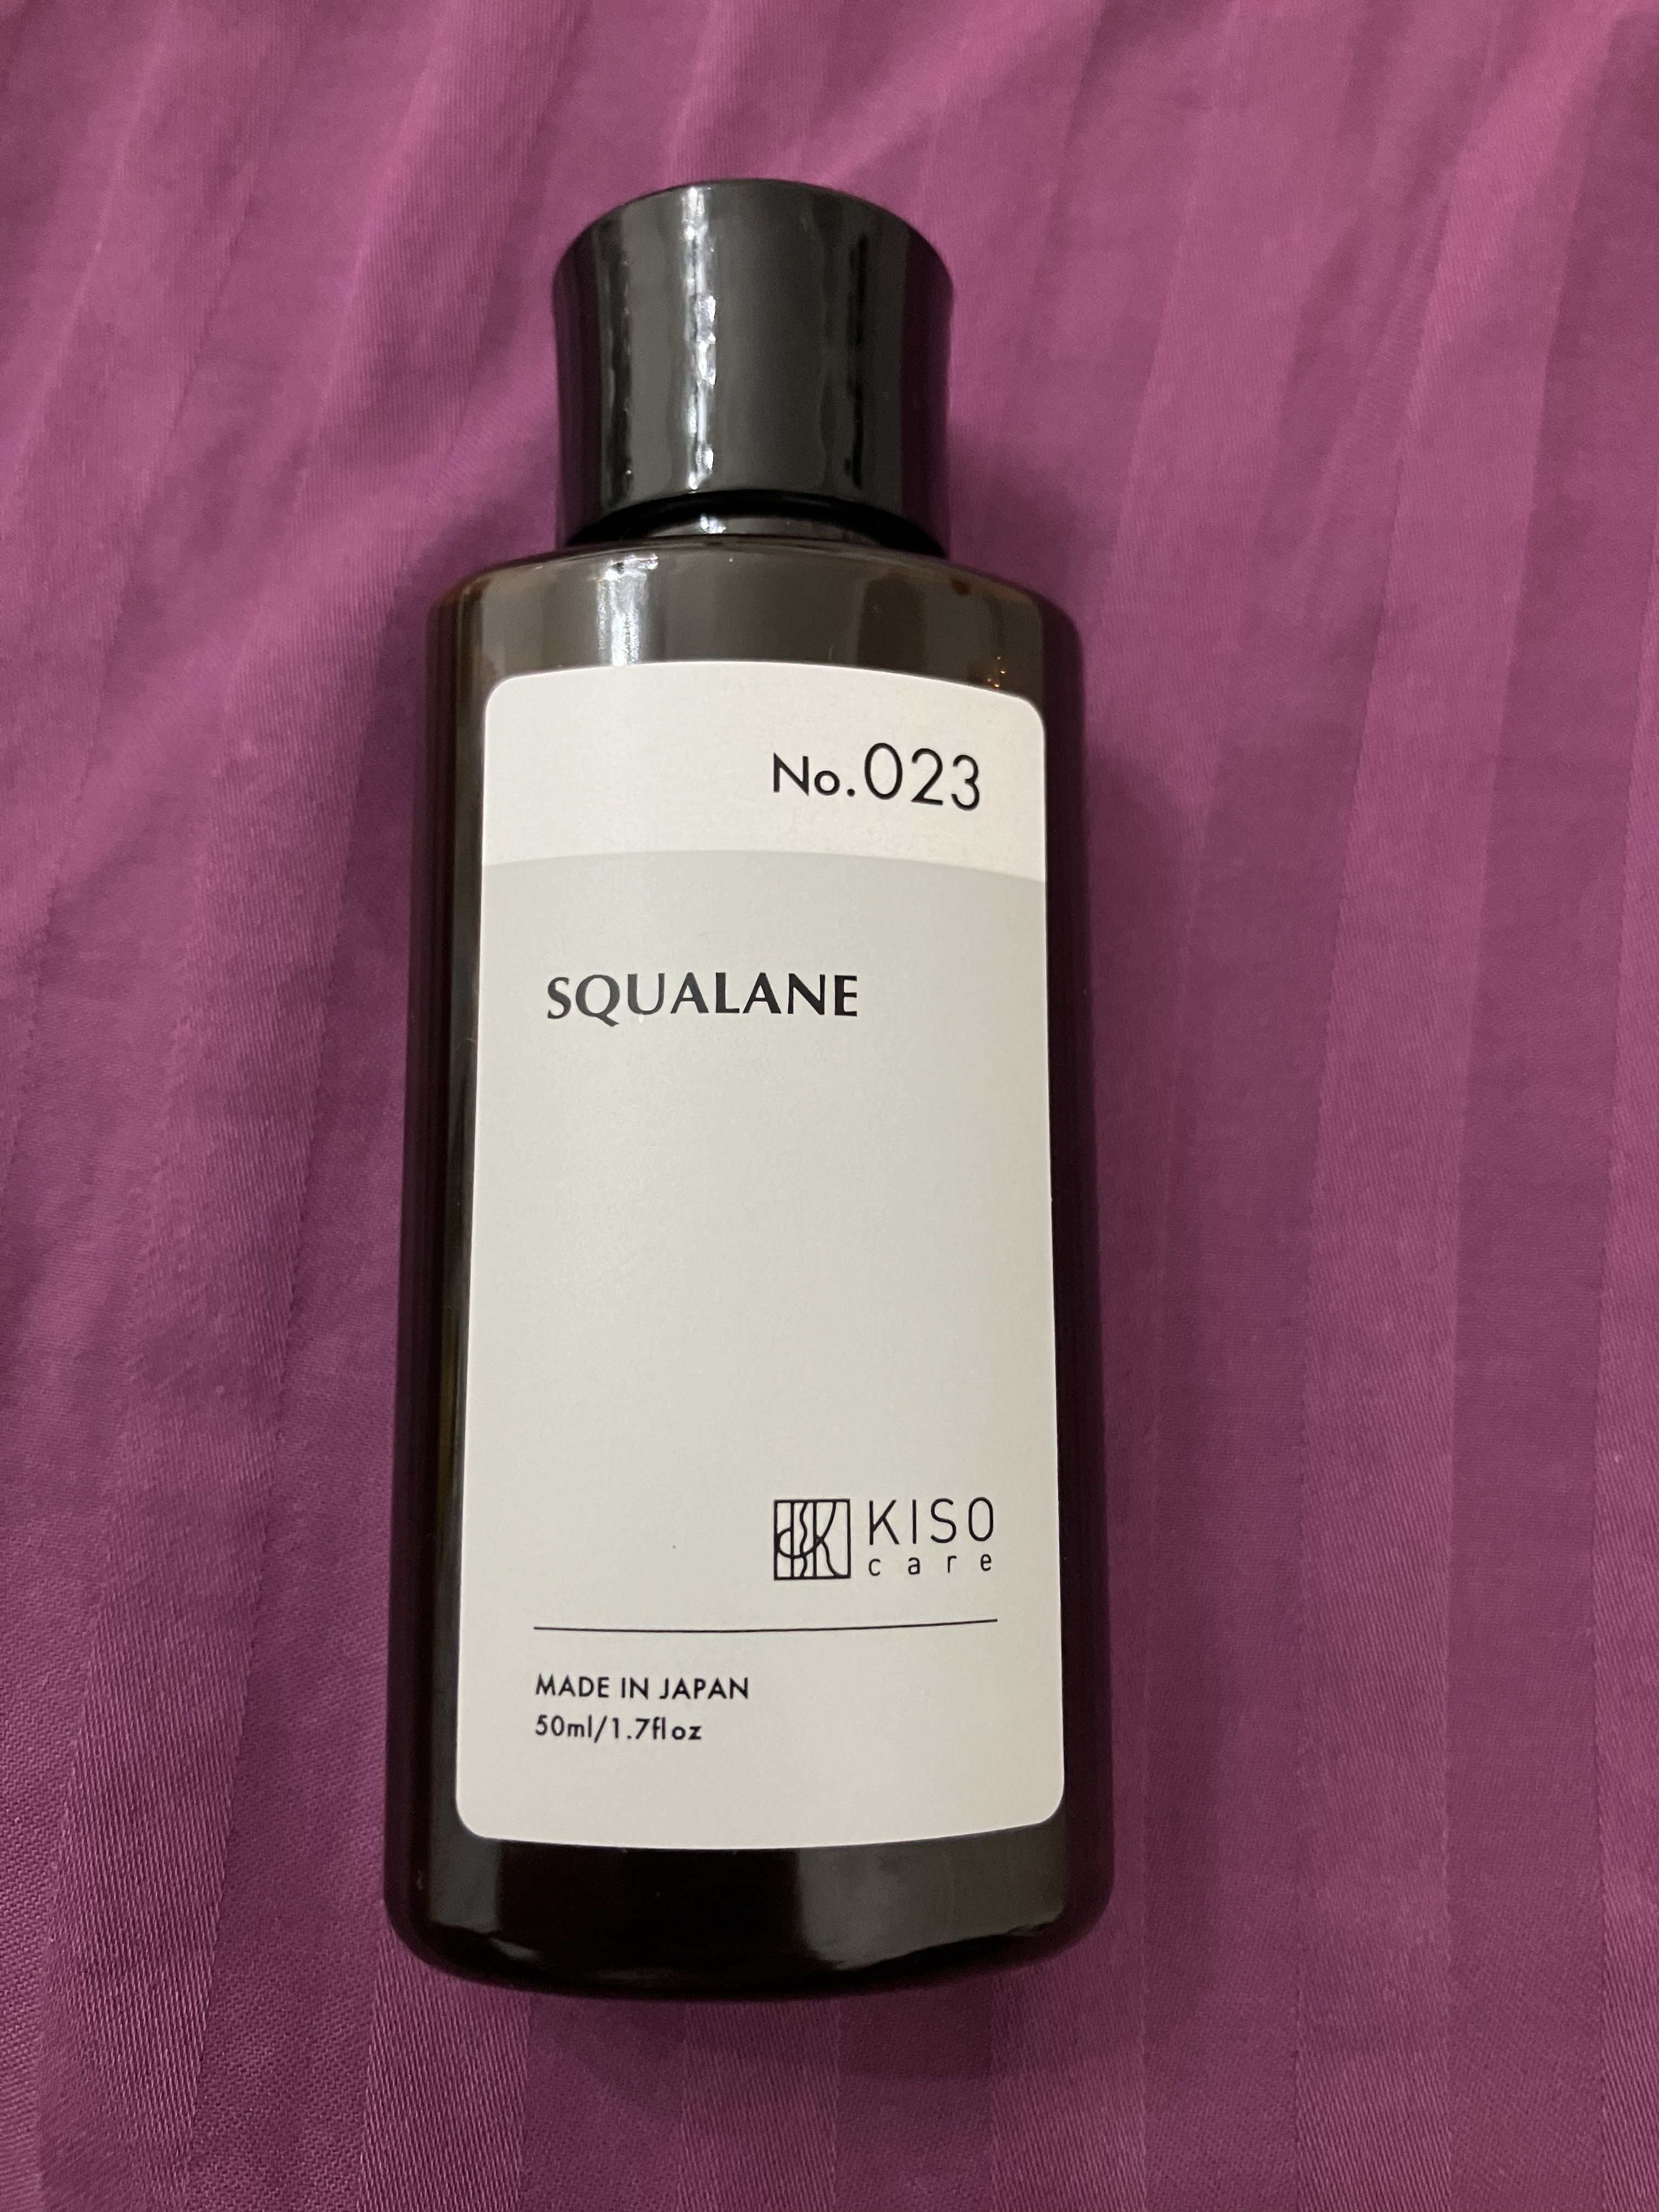 No.023
SQUALANE
KISO
care
MADE IN JAPAN
50ml/1.7fl oz